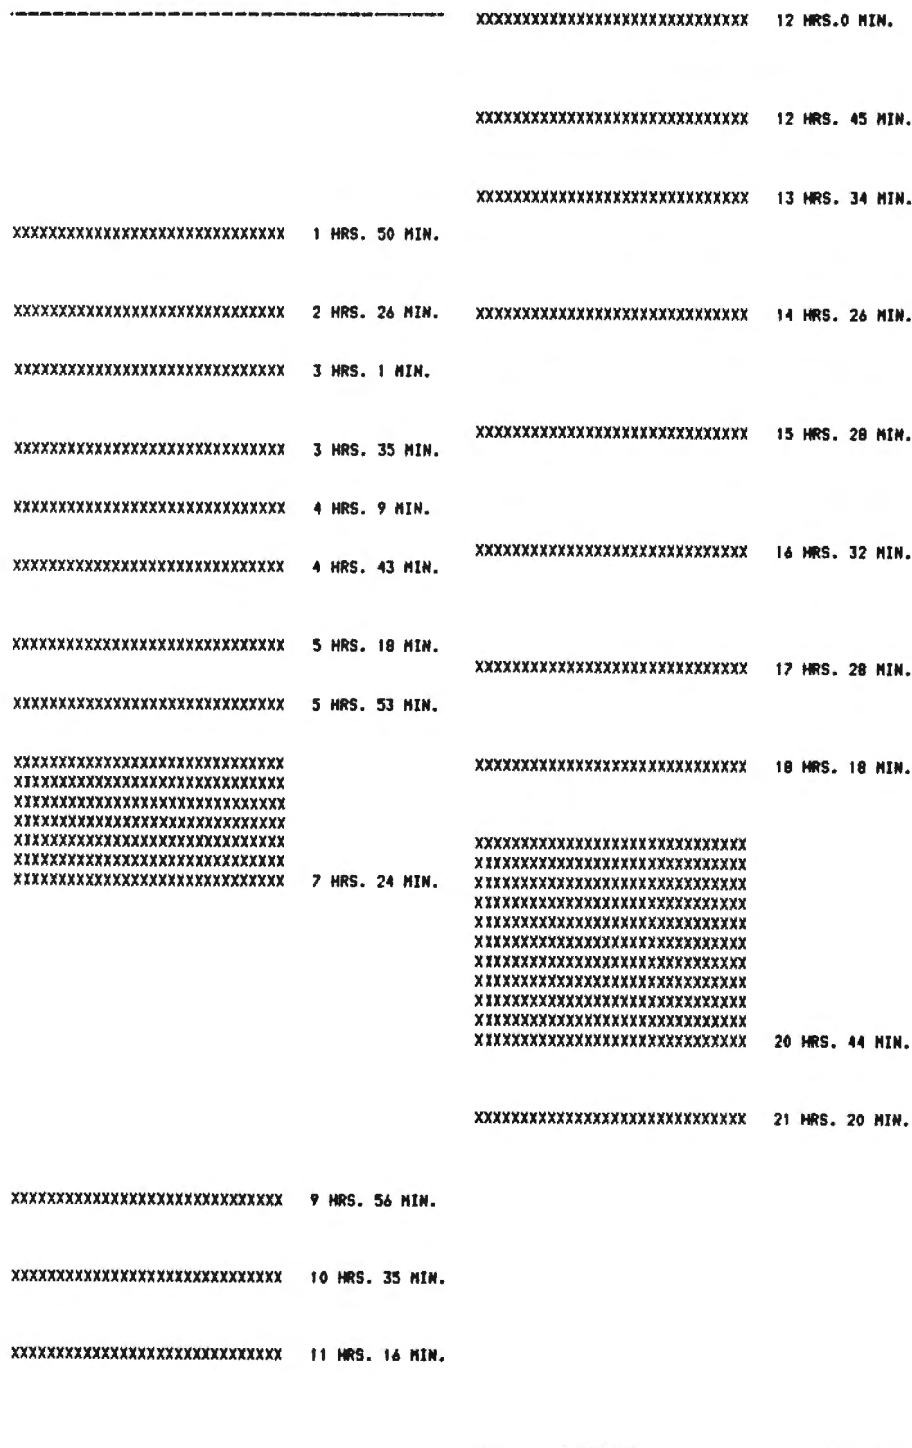 XXXXXXXXXXXXXXXXXXXXXXXXXXXXXX 1 HRS. 50 MIN.
XXXXXXXXXXXXXXXXXXXXXXXXXXXXXX 2 HRS. 26 MIN.
XXXXXXXXXXXXXXXXXXXXXXXXXXXXXX 3 HRS. 1 MIN.
XXXXXXXXXXXXXXXXXXXXXXXXXXXXXX 3 HRS. 35 MIN.
XXXXXXXXXXXXXXXXXXXXXXXXXXXXXX 4 HRS. 9 MIN.
XXXXXXXXXXXXXXXXXXXXXXXXXXXXXX 4 HRS. 43 MIN.
XXXXXXXXXXXXXXXXXXXXXXXXXXXXXX 5 HRS. 18 MIN.
XXXXXXXXXXXXXXXXXXXXXXXXXXXXXX 5 HRS. 53 MIN.
XXXXXXXXXXXXXXXXXXXXXXXXXXXXXX
XXXXXXXXXXXXXXXXXXXXXXXXXXXXXX
XXXXXXXXXXXXXXXXXXXXXXXXXXXXXX
XXXXXXXXXXXXXXXXXXXXXXXXXXXXXX
XXXXXXXXXXXXXXXXXXXXXXXXXXXXXX
XXXXXXXXXXXXXXXXXXXXXXXXXXXXXX
XXXXXXXXXXXXXXXXXXXXXXXXXXXXXX 7 HRS. 24 MIN.
XXXXXXXXXXXXXXXXXXXXXXXXXXXXXX 9 HRS. 56 MIN.
XXXXXXXXXXXXXXXXXXXXXXXXXXXXXX 10 HRS. 35 MIN.
XXXXXXXXXXXXXXXXXXXXXXXXXXXXXX 11 HRS. 16 MIN.
XXXXXXXXXXXXXXXXXXXXXXXXXXXXXX 12 HRS.0 MIN.
XXXXXXXXXXXXXXXXXXXXXXXXXXXXXX 12 HRS. 45 MIN.
XXXXXXXXXXXXXXXXXXXXXXXXXXXXXX 13 HRS. 34 MIN.
XXXXXXXXXXXXXXXXXXXXXXXXXXXXXX 14 HRS. 26 MIN.
XXXXXXXXXXXXXXXXXXXXXXXXXXXXXX 15 HRS. 28 MIN.
XXXXXXXXXXXXXXXXXXXXXXXXXXXXXX 16 HRS. 32 MIN.
XXXXXXXXXXXXXXXXXXXXXXXXXXXXXX 17 HRS. 28 MIN.
XXXXXXXXXXXXXXXXXXXXXXXXXXXXXX 18 HRS. 18 MIN.
XXXXXXXXXXXXXXXXXXXXXXXXXXXXXX
XXXXXXXXXXXXXXXXXXXXXXXXXXXXXX
XXXXXXXXXXXXXXXXXXXXXXXXXXXXXX
XXXXXXXXXXXXXXXXXXXXXXXXXXXXXX
XXXXXXXXXXXXXXXXXXXXXXXXXXXXXX
XXXXXXXXXXXXXXXXXXXXXXXXXXXXXX
XXXXXXXXXXXXXXXXXXXXXXXXXXXXXX
XXXXXXXXXXXXXXXXXXXXXXXXXXXXXX
XXXXXXXXXXXXXXXXXXXXXXXXXXXXXX
XXXXXXXXXXXXXXXXXXXXXXXXXXXXXX
XXXXXXXXXXXXXXXXXXXXXXXXXXXXXX 20 HRS. 44 MIN.
XXXXXXXXXXXXXXXXXXXXXXXXXXXXXX 21 HRS. 20 MIN.